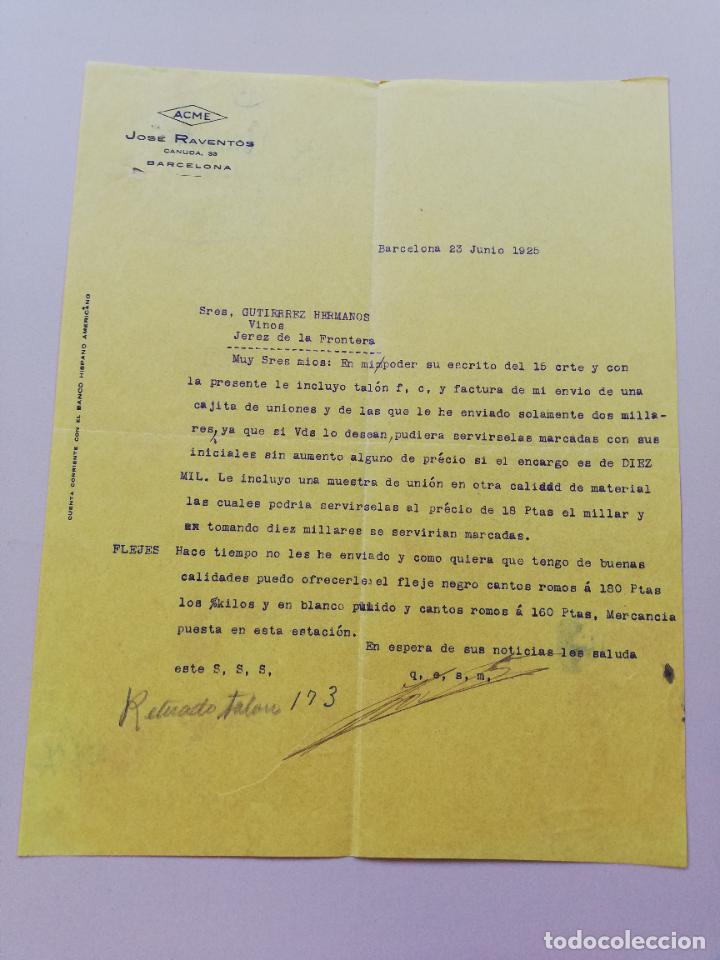 ACME
JOSÉ RAVENTÓS
CANUDA, 33
BARCELONA
Barcelona 23 Junio 1925
CUENTA CORRIENTE CON EL BANCO HISPANO AMERICANO
Sres, GUTIERREZ HERMANOS
Vinos
Jerez de la Frontera
Muy Sres mios: En mi poder su escrito del 15 crte y con
la presente le incluyo talón f, c, y factura de mi envio de una
cajita de uniones y de las que le he enviado solamente dos milla-
res, ya que si Vds lo desean, pudiera servirselas marcadas con sus
iniciales sin aumento alguno de précio si el encargo es de DIEZ
MIL. Le incluyo una muestra de unión en otra calidad de material
las cuales podria servirselas al précio de 18 Ptas el millar y
tomando diez millares se servirian marcadas.
FLEJES Hace tiempo no les he enviado y como quiera que tengo de buenas
calidades puedo ofrecerle: el fleje negro cantos romos á 180 Ptas
los %kilos y en blanco pulido y cantos romos á 160 Ptas, Mercancia
puesta en esta estación.
En espera de sus noticias les saluda
este S, S, S,
q, e, s, m,
Retirado talon 173
todocoleccion
todocoleccion.net